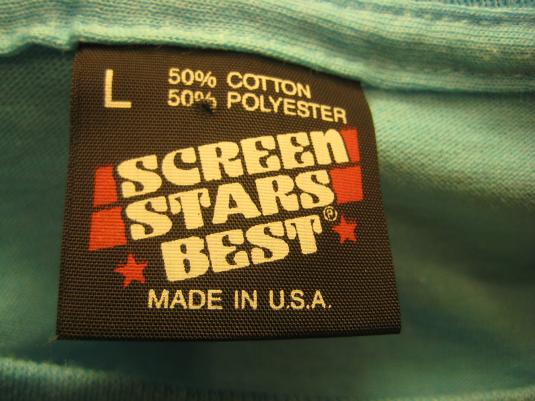 L
50% COTTON
50% POLYESTER
SCREEN
STARS
BEST®
MADE IN U.S.A.